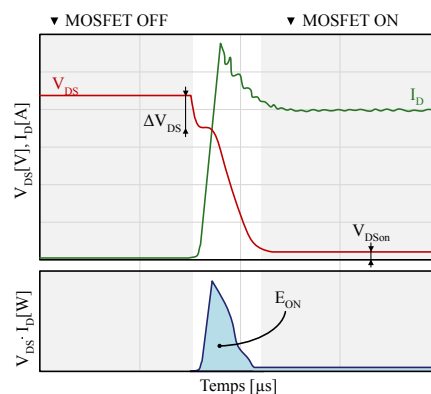 ▼ MOSFET OFF ▼ MOSFET ON
V_DS[V], I_D[A]
V_DS
I_D
ΔV_DS
V_DSon
V_DS· I_D[W]
E_ON
Temps [µs]